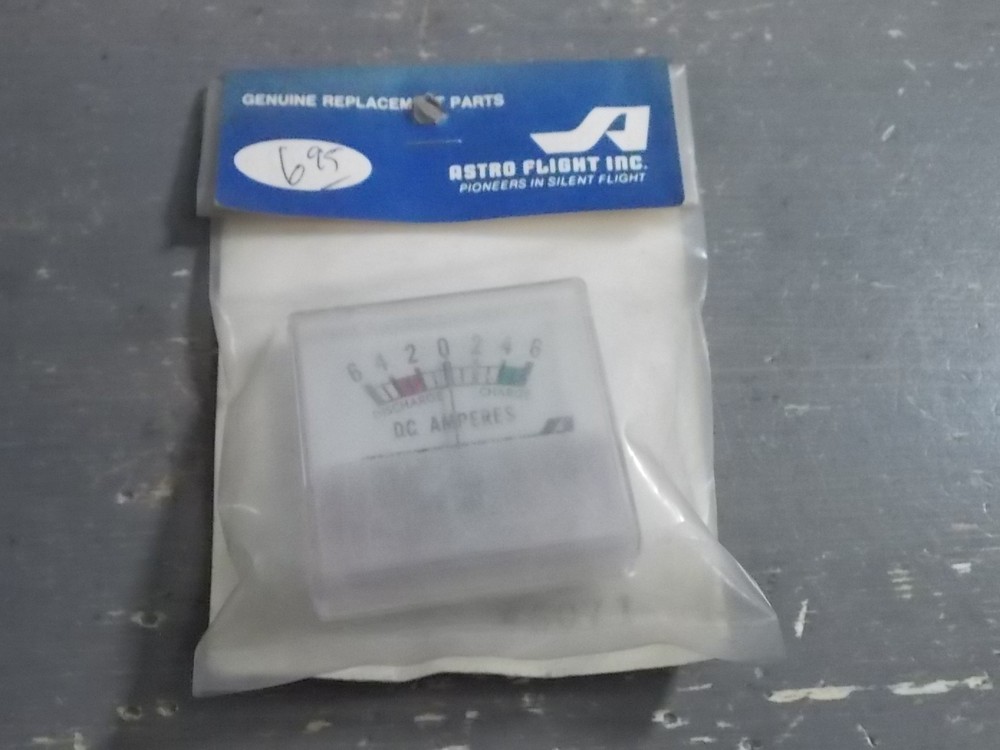 GENUINE REPLACEMENT PARTS
695
ASTRO FLIGHT INC.
PIONEERS IN SILENT FLIGHT
6 4 2 0 2 4 6
DISCHARGE CHARGE
DC AMPERES